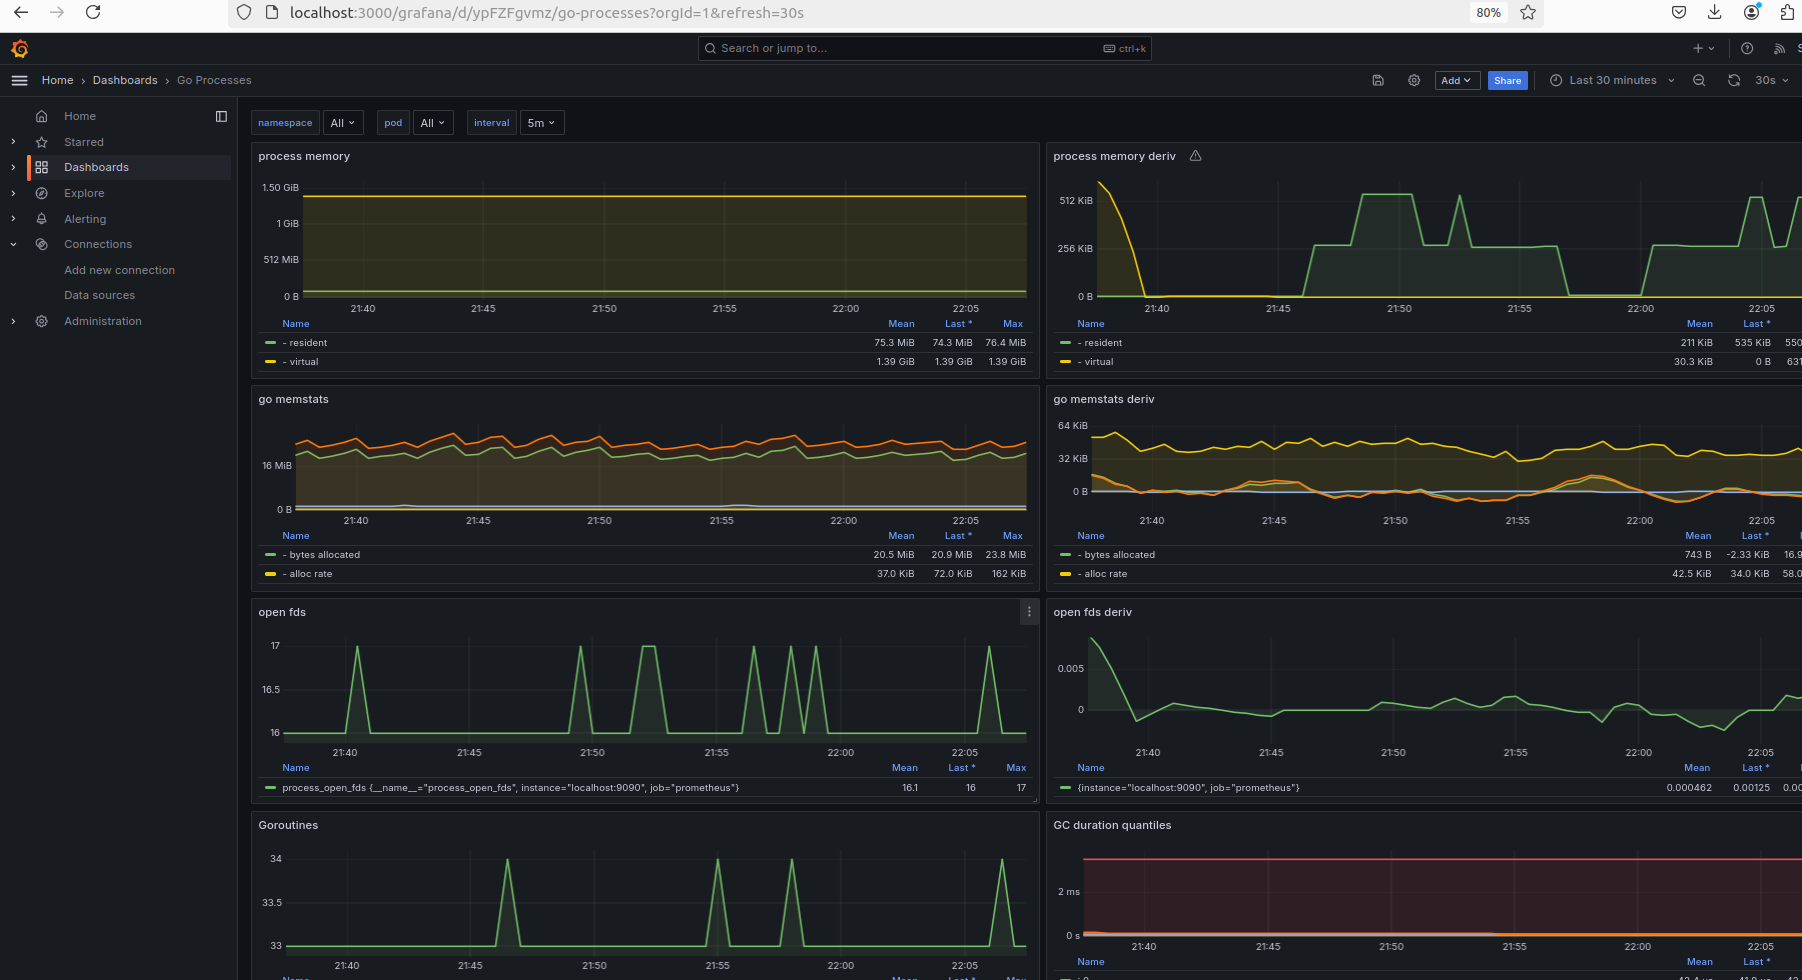 localhost:3000/grafana/d/ypFZFgvmz/go-processes?orgId=1&refresh=30s 80%
Search or jump to... ctrl+k
Home › Dashboards › Go Processes Add Share Last 30 minutes 30s
Home
Starred
Dashboards
Explore
Alerting
Connections
Add new connection
Data sources
Administration
namespace All pod All interval 5m
process memory
1.50 GiB
1 GiB
512 MiB
0 B
21:40 21:45 21:50 21:55 22:00 22:05
Name Mean Last * Max
- resident 75.3 MiB 74.3 MiB 76.4 MiB
- virtual 1.39 GiB 1.39 GiB 1.39 GiB
process memory deriv
512 KiB
256 KiB
0 B
21:40 21:45 21:50 21:55 22:00 22:05
Name Mean Last *
- resident 211 KiB 535 KiB 550
- virtual 30.3 KiB 0 B 631
go memstats
16 MiB
0 B
21:40 21:45 21:50 21:55 22:00 22:05
Name Mean Last * Max
- bytes allocated 20.5 MiB 20.9 MiB 23.8 MiB
- alloc rate 37.0 KiB 72.0 KiB 162 KiB
go memstats deriv
64 KiB
32 KiB
0 B
21:40 21:45 21:50 21:55 22:00 22:05
Name Mean Last *
- bytes allocated 743 B -2.33 KiB 16.9
- alloc rate 42.5 KiB 34.0 KiB 58.0
open fds
17
16.5
16
21:40 21:45 21:50 21:55 22:00 22:05
Name Mean Last * Max
process_open_fds {__name__="process_open_fds", instance="localhost:9090", job="prometheus"} 16.1 16 17
open fds deriv
0.005
0
21:40 21:45 21:50 21:55 22:00 22:05
Name Mean Last *
{instance="localhost:9090", job="prometheus"} 0.000462 0.00125 0.00
Goroutines
34
33.5
33
21:40 21:45 21:50 21:55 22:00 22:05
Name Mean Last * Max
GC duration quantiles
2 ms
0 s
21:40 21:45 21:50 21:55 22:00 22:05
Name Mean Last *